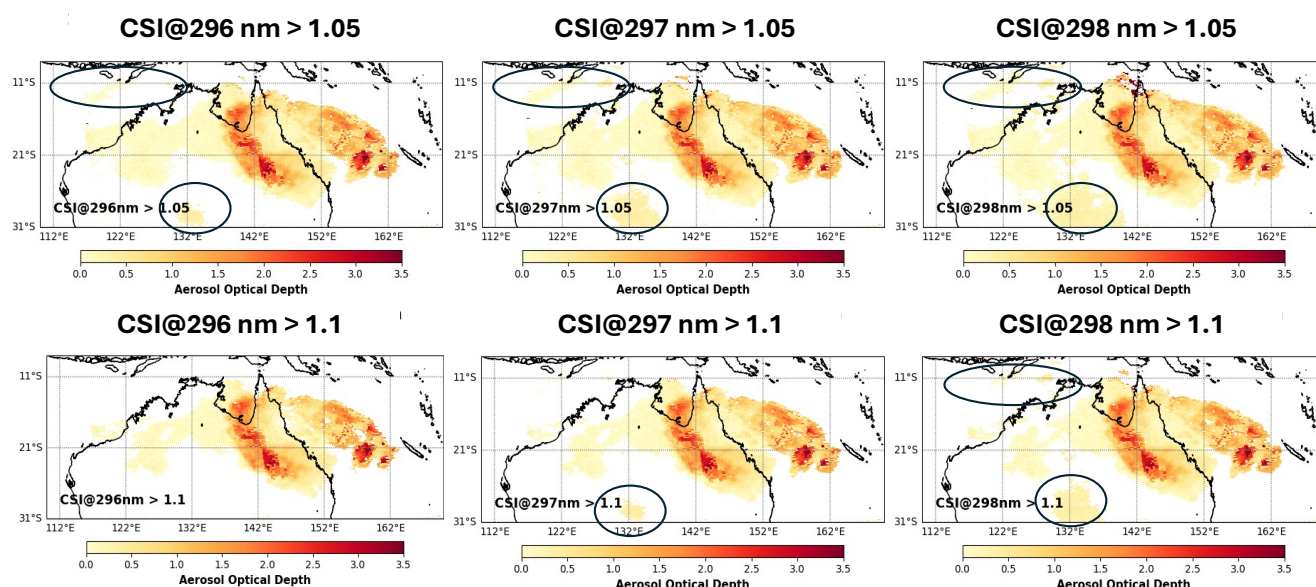 CSI@296 nm > 1.05
CSI@297 nm > 1.05
CSI@298 nm > 1.05
11°S
21°S
31°S
CSI@296nm > 1.05
112°E 122°E 132°E 142°E 152°E 162°E
0.0 0.5 1.0 1.5 2.0 2.5 3.0 3.5
Aerosol Optical Depth
11°S
21°S
31°S
CSI@297nm > 1.05
112°E 122°E 132°E 142°E 152°E 162°E
0.0 0.5 1.0 1.5 2.0 2.5 3.0 3.5
Aerosol Optical Depth
11°S
21°S
31°S
CSI@298nm > 1.05
112°E 122°E 132°E 142°E 152°E 162°E
0.0 0.5 1.0 1.5 2.0 2.5 3.0 3.5
Aerosol Optical Depth
CSI@296 nm > 1.1
CSI@297 nm > 1.1
CSI@298 nm > 1.1
11°S
21°S
31°S
CSI@296nm > 1.1
112°E 122°E 132°E 142°E 152°E 162°E
0.0 0.5 1.0 1.5 2.0 2.5 3.0 3.5
Aerosol Optical Depth
11°S
21°S
31°S
CSI@297nm > 1.1
112°E 122°E 132°E 142°E 152°E 162°E
0.0 0.5 1.0 1.5 2.0 2.5 3.0 3.5
Aerosol Optical Depth
11°S
21°S
31°S
CSI@298nm > 1.1
112°E 122°E 132°E 142°E 152°E 162°E
0.0 0.5 1.0 1.5 2.0 2.5 3.0 3.5
Aerosol Optical Depth